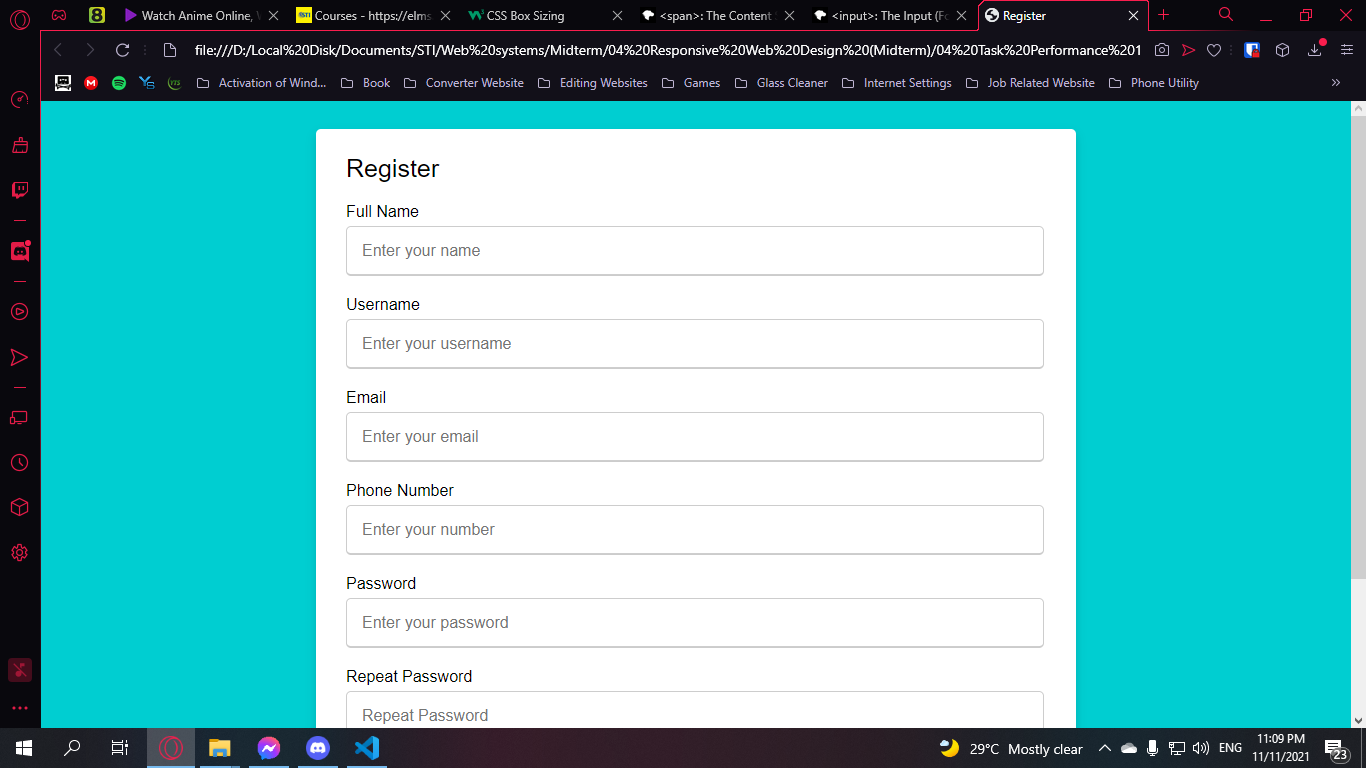 Watch Anime Online, 
Courses - https://elms
CSS Box Sizing
<span>: The Content
<input>: The Input (Fo
Register
file:///D:/Local%20Disk/Documents/STI/Web%20systems/Midterm/04%20Responsive%20Web%20Design%20(Midterm)/04%20Task%20Performance%201
Activation of Wind...
Book
Converter Website
Editing Websites
Games
Glass Cleaner
Internet Settings
Job Related Website
Phone Utility
»
Register
Full Name
Enter your name
Username
Enter your username
Email
Enter your email
Phone Number
Enter your number
Password
Enter your password
Repeat Password
Repeat Password
29°C Mostly clear
ENG
11:09 PM
11/11/2021
23